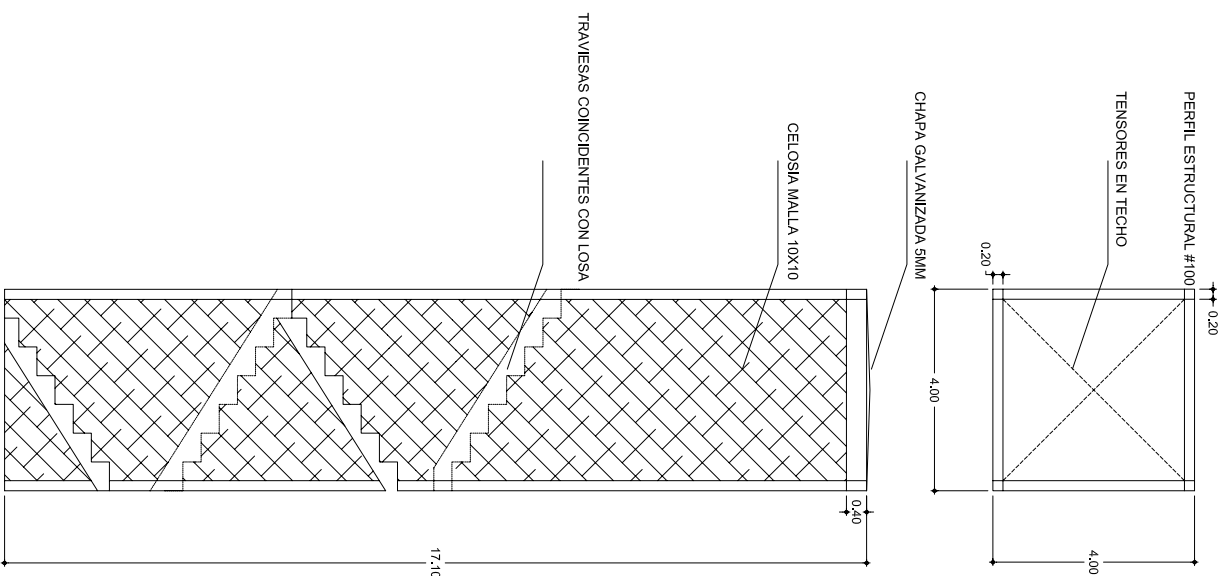 PERFIL ESTRUCTURAL #100
0.20
TENSORES EN TECHO
0.20
4.00
4.00
CHAPA GALVANIZADA 5MM
CELOSIA MALLA 10X10
TRAVIESAS COINCIDENTES CON LOSA
0.40
17.10